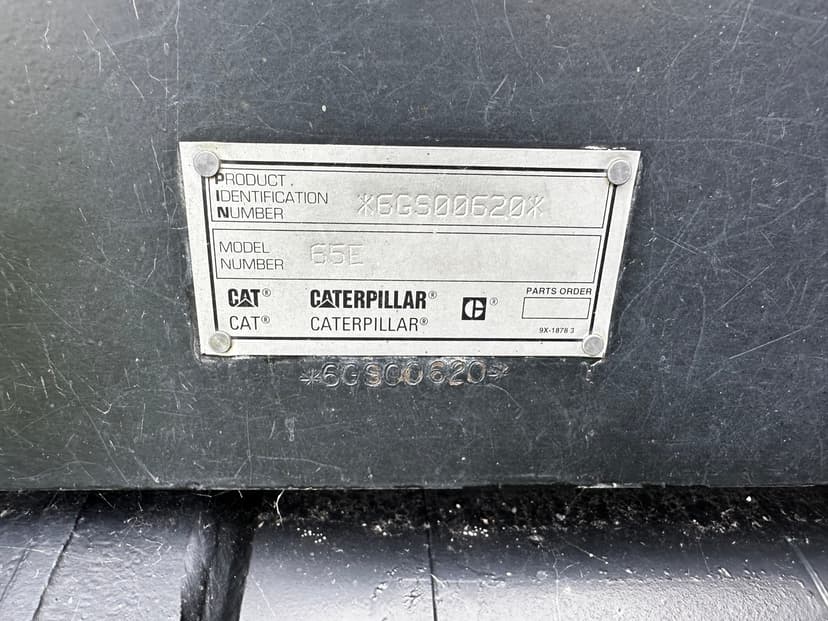 PRODUCT
IDENTIFICATION
NUMBER
*6GS00620*
MODEL
NUMBER
65E
CAT® CATERPILLAR® C®
CAT® CATERPILLAR®
PARTS ORDER
9X-1878 3
*6GS00620*